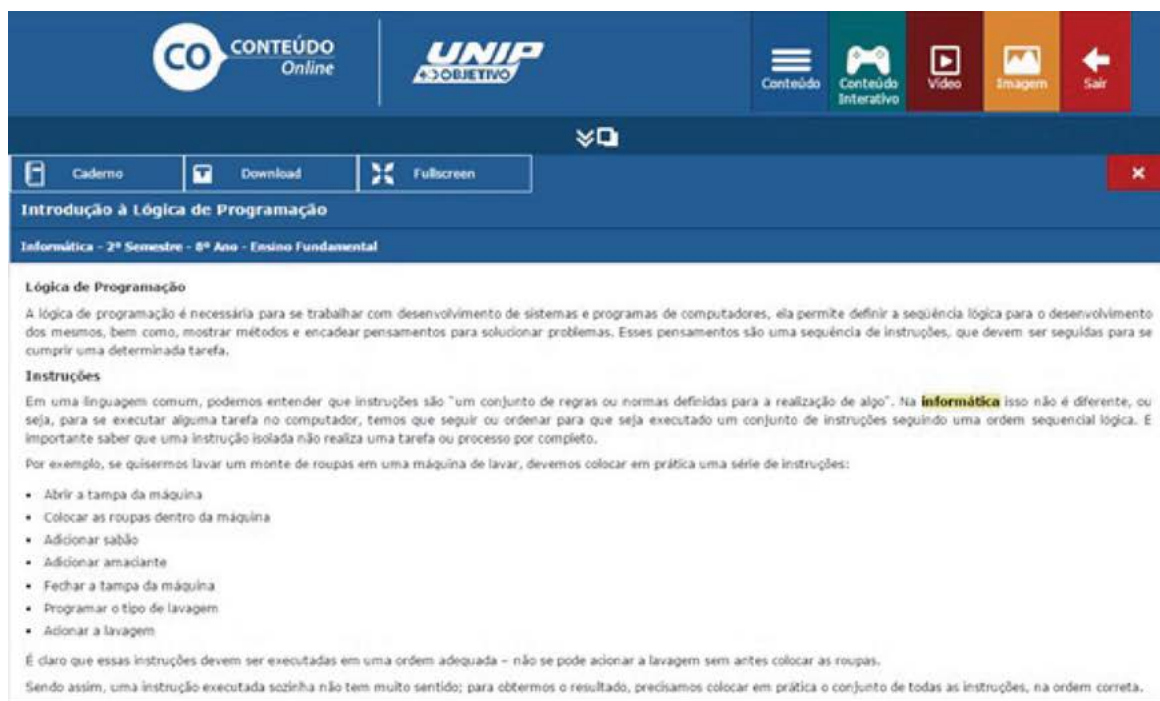 CO CONTEÚDO
Online
UNIP
OBJETIVO
Conteúdo
Conteúdo
Interativo
Vídeo
Imagem
Sair
Caderno
Download
Fullscreen
Introdução à Lógica de Programação
Informática - 2º Semestre - 8º Ano - Ensino Fundamental
Lógica de Programação
A lógica de programação é necessária para se trabalhar com desenvolvimento de sistemas e programas de computadores, ela permite definir a seqüência lógica para o desenvolvimento
dos mesmos, bem como, mostrar métodos e encadear pensamentos para solucionar problemas. Esses pensamentos são uma sequência de instruções, que devem ser seguidas para se
cumprir uma determinada tarefa.
Instruções
Em uma linguagem comum, podemos entender que instruções são "um conjunto de regras ou normas definidas para a realização de algo". Na informática isso não é diferente, ou
seja, para se executar alguma tarefa no computador, temos que seguir ou ordenar para que seja executado um conjunto de instruções seguindo uma ordem sequencial lógica. É
importante saber que uma instrução isolada não realiza uma tarefa ou processo por completo.
Por exemplo, se quisermos lavar um monte de roupas em uma máquina de lavar, devemos colocar em prática uma série de instruções:
• Abrir a tampa da máquina
• Colocar as roupas dentro da máquina
• Adicionar sabão
• Adicionar amaciante
• Fechar a tampa da máquina
• Programar o tipo de lavagem
• Acionar a lavagem
É claro que essas instruções devem ser executadas em uma ordem adequada – não se pode acionar a lavagem sem antes colocar as roupas.
Sendo assim, uma instrução executada sozinha não tem muito sentido; para obtermos o resultado, precisamos colocar em prática o conjunto de todas as instruções, na ordem correta.